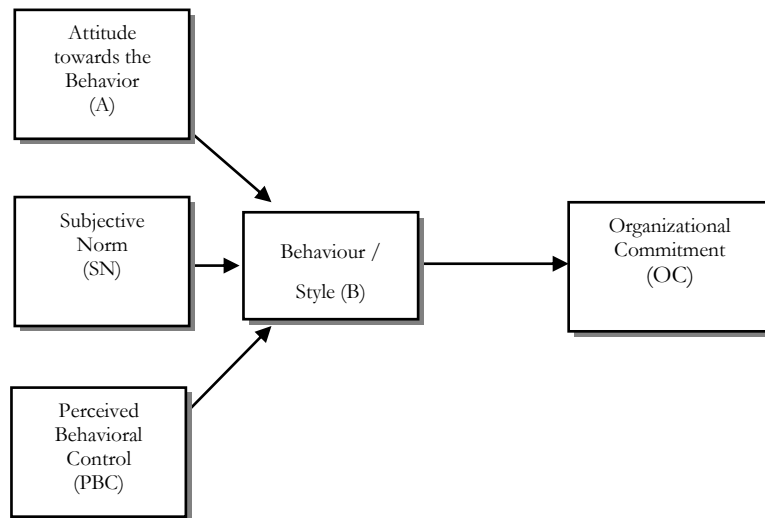 Attitude
towards the
Behavior
(A)
Subjective
Norm
(SN)
Perceived
Behavioral
Control
(PBC)
Behaviour /
Style (B)
Organizational
Commitment
(OC)